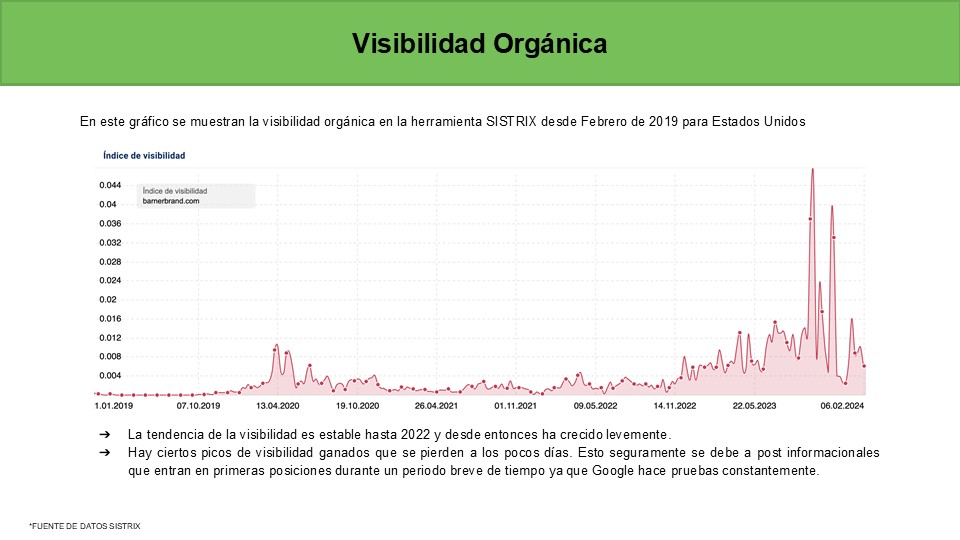 Visibilidad Orgánica
En este gráfico se muestran la visibilidad orgánica en la herramienta SISTRIX desde Febrero de 2019 para Estados Unidos
Índice de visibilidad
0.044
Índice de visibilidad
barnerbrand.com
0.04
0.036
0.032
0.028
0.024
0.02
0.016
0.012
0.008
0.004
1.01.2019 07.10.2019 13.04.2020 19.10.2020 26.04.2021 01.11.2021 09.05.2022 14.11.2022 22.05.2023 06.02.2024
➔ La tendencia de la visibilidad es estable hasta 2022 y desde entonces ha crecido levemente.
➔ Hay ciertos picos de visibilidad ganados que se pierden a los pocos días. Esto seguramente se debe a post informacionales
que entran en primeras posiciones durante un periodo breve de tiempo ya que Google hace pruebas constantemente.
*FUENTE DE DATOS SISTRIX